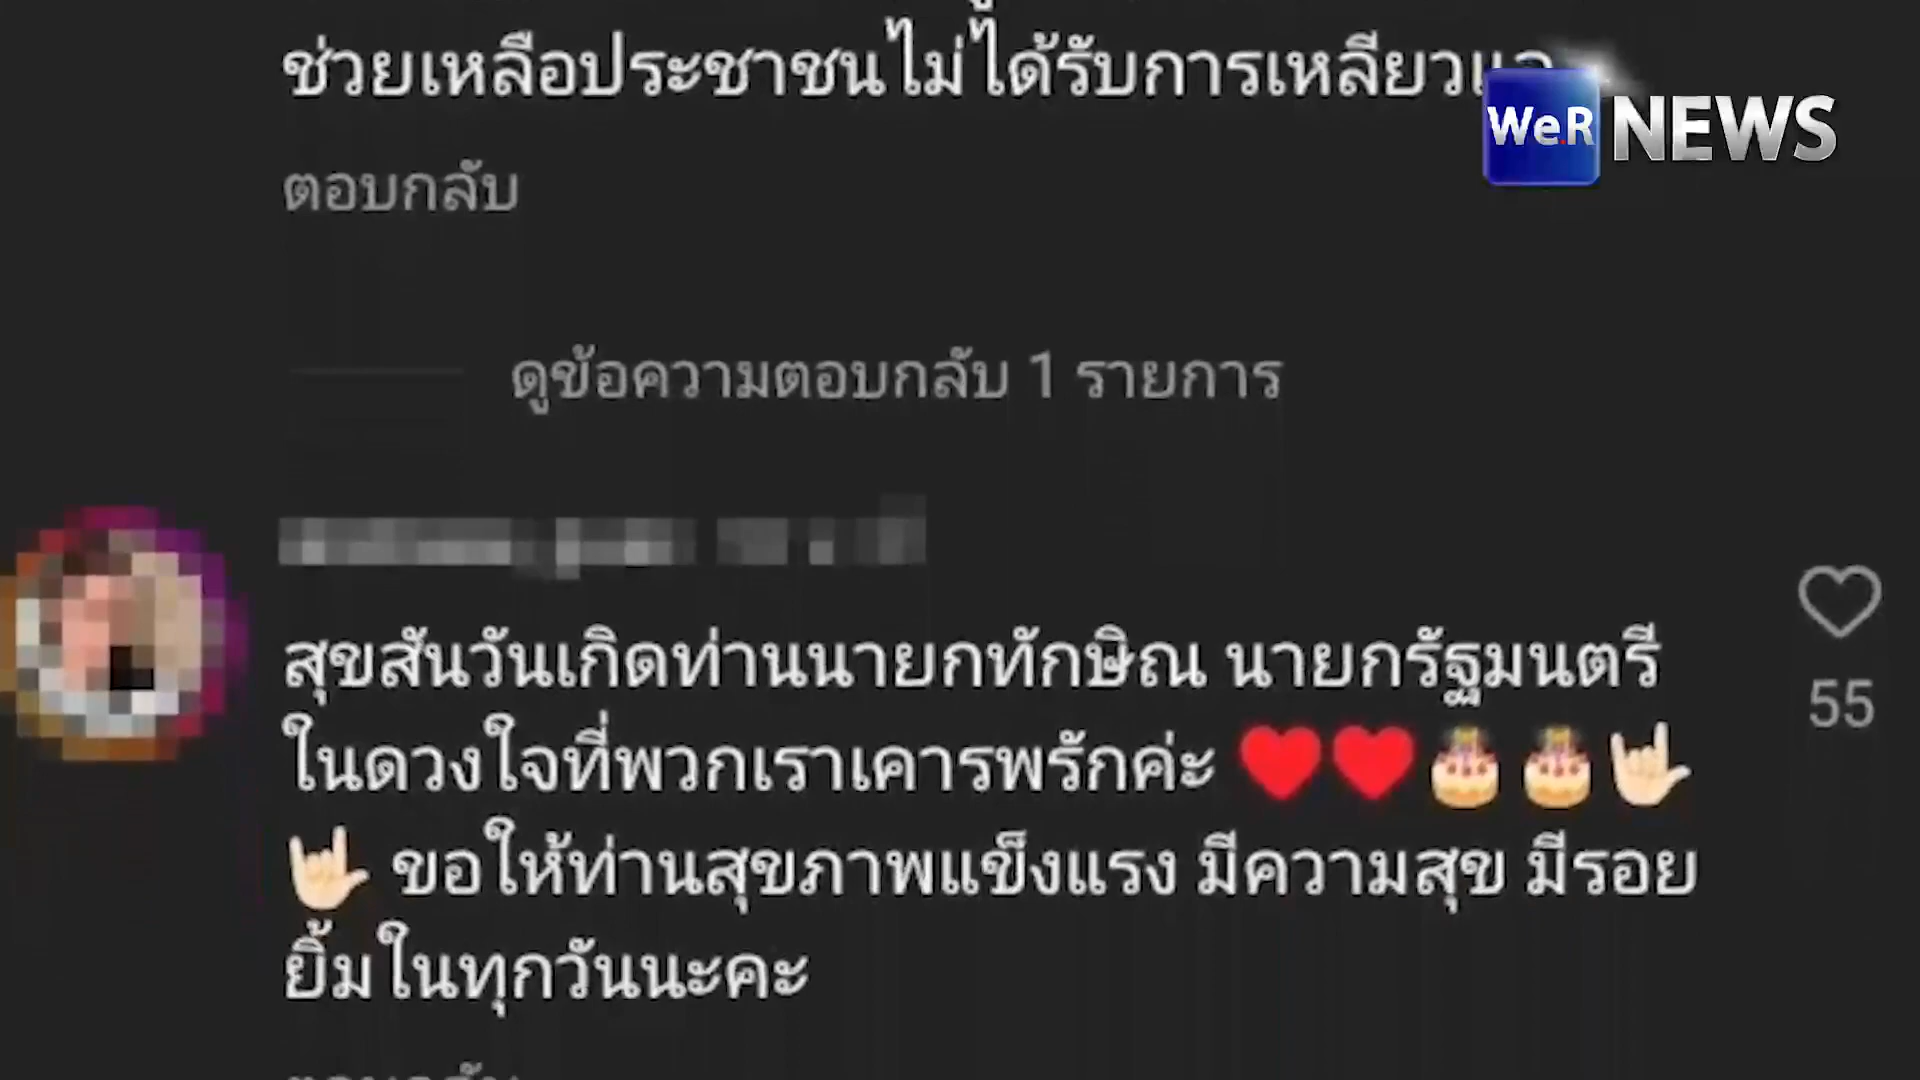 ช่วยเหลือประชาชนไม่ได้รับการเหลียวแล
WeR NEWS
ตอบกลับ
ดูข้อความตอบกลับ 1 รายการ
สุขสันวันเกิดท่านนายกทักษิณ นายกรัฐมนตรี
ในดวงใจที่พวกเราเคารพรักค่ะ ❤️❤️🎂🎂🤟🏻
55
🤟🏻 ขอให้ท่านสุขภาพแข็งแรง มีความสุข มีรอย
ยิ้มในทุกวันนะคะ